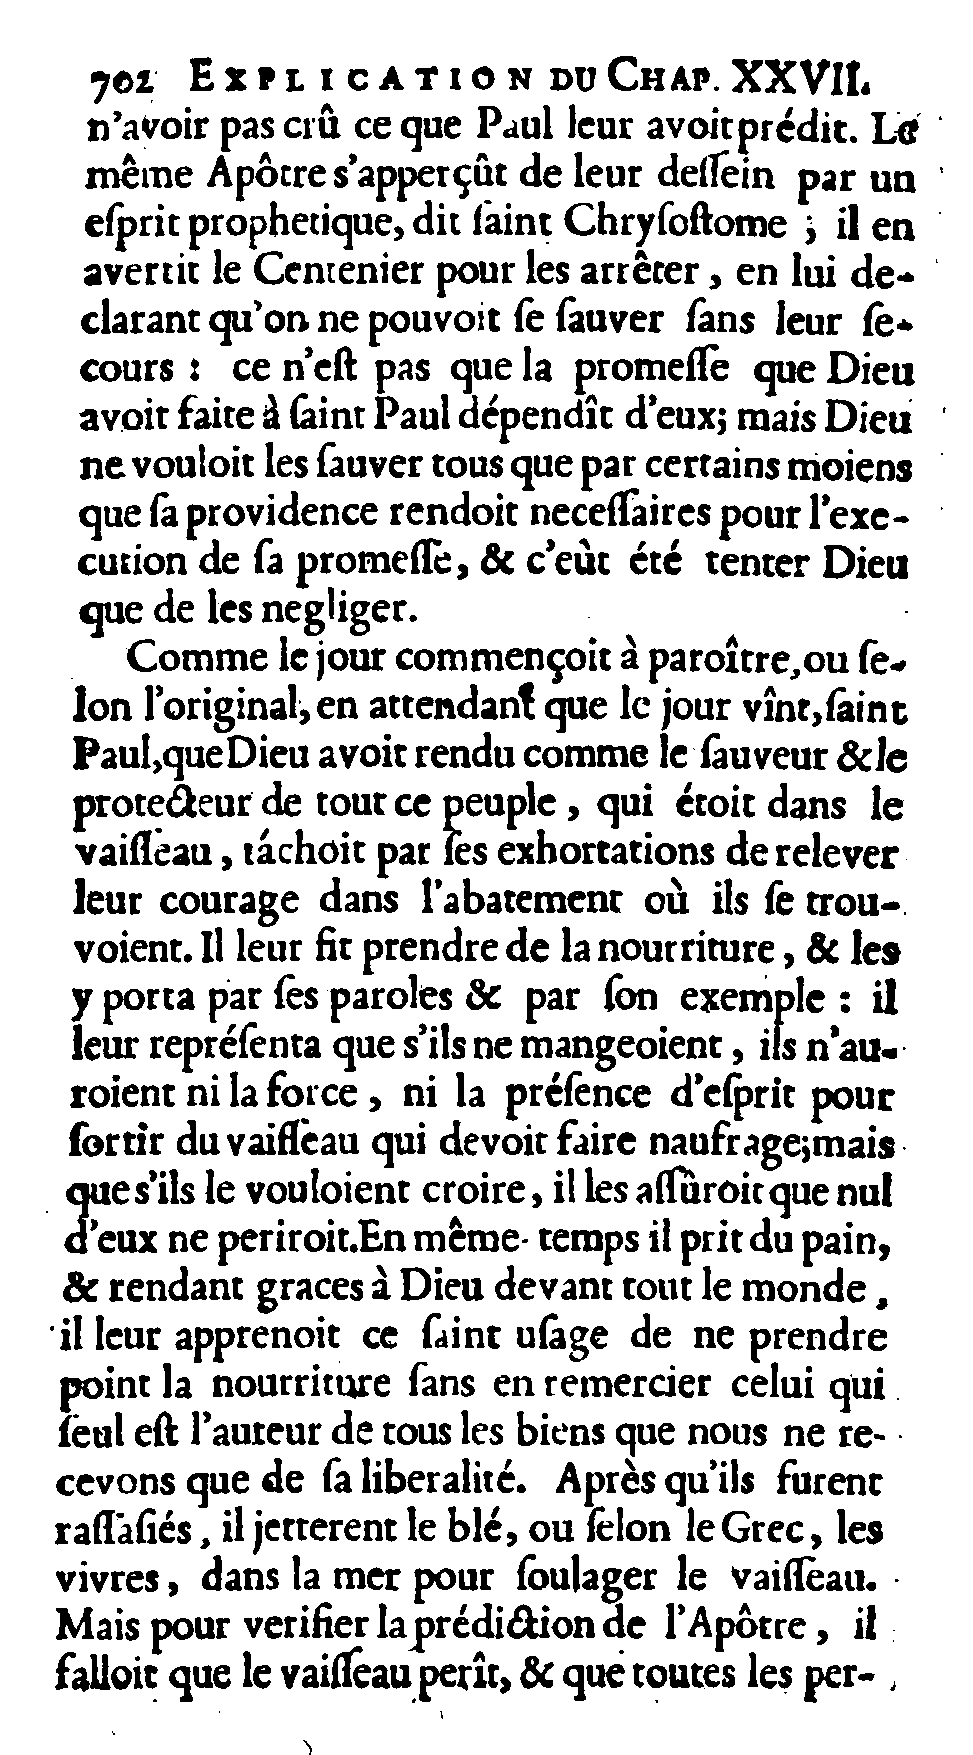 702 EXPLICATION DU CHAP. XXVII.
n'avoir pas crû ce que Paul leur avoit prédit. Le
même Apôtre s'apperçût de leur deſſein par un
eſprit prophetique, dit ſaint Chryſoſtome ; il en
avertit le Centenier pour les arrêter, en lui de-
clarant qu'on ne pouvoit ſe ſauver ſans leur ſe-
cours : ce n'eſt pas que la promeſſe que Dieu
avoit faite à ſaint Paul dépendît d'eux; mais Dieu
ne vouloit les ſauver tous que par certains moiens
que ſa providence rendoit neceſſaires pour l'exe-
cution de ſa promeſſe, & c'eût été tenter Dieu
que de les negliger.
Comme le jour commençoit à paroître, ou ſe-
lon l'original, en attendant que le jour vînt, ſaint
Paul, que Dieu avoit rendu comme le ſauveur & le
protecteur de tout ce peuple, qui étoit dans le
vaiſſeau, tâchoit par ſes exhortations de relever
leur courage dans l'abatement où ils ſe trou-
voient. Il leur fit prendre de la nourriture, & les
y porta par ſes paroles & par ſon exemple : il
leur repréſenta que s'ils ne mangeoient, ils n'au-
roient ni la force, ni la préſence d'eſprit pour
ſortir du vaiſſeau qui devoit faire naufrage; mais
que s'ils le vouloient croire, il les aſſûroit que nul
d'eux ne periroit. En même-temps il prit du pain,
& rendant graces à Dieu devant tout le monde,
il leur apprenoit ce ſaint uſage de ne prendre
point la nourriture ſans en remercier celui qui
ſeul eſt l'auteur de tous les biens que nous ne re-
cevons que de ſa liberalité. Après qu'ils furent
raſſaſiés, il jetterent le blé, ou ſelon le Grec, les
vivres, dans la mer pour ſoulager le vaiſſeau.
Mais pour verifier la prédiction de l'Apôtre, il
falloit que le vaiſſeau perît, & que toutes les per-